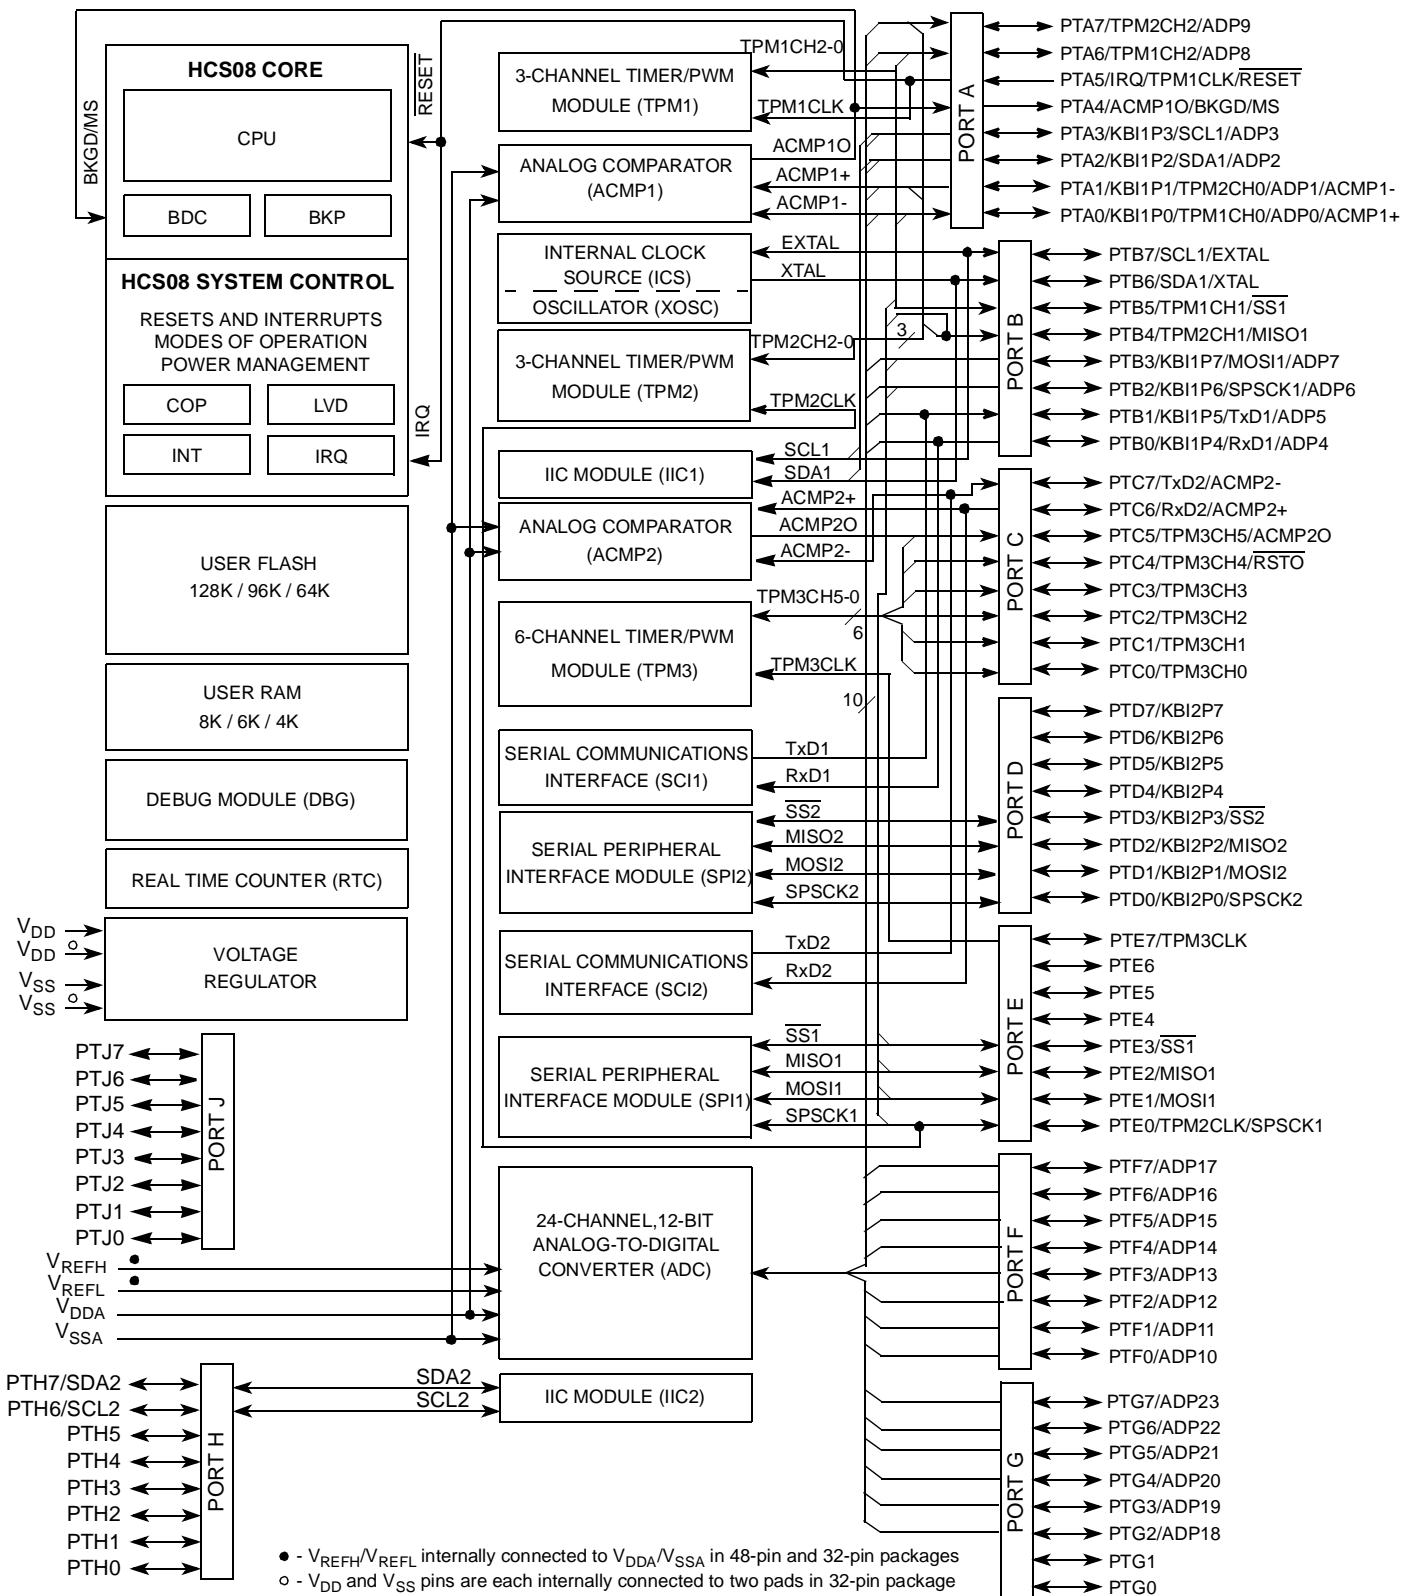 HCS08 CORE
CPU
BDC
BKP
BKGD/MS
RESET
HCS08 SYSTEM CONTROL
RESETS AND INTERRUPTS
MODES OF OPERATION
POWER MANAGEMENT
COP
LVD
INT
IRQ
IRQ
USER FLASH
128K / 96K / 64K
USER RAM
8K / 6K / 4K
DEBUG MODULE (DBG)
REAL TIME COUNTER (RTC)
VOLTAGE
REGULATOR
VDD
VDD
VSS
VSS
PTJ7
PTJ6
PTJ5
PTJ4
PTJ3
PTJ2
PTJ1
PTJ0
PORT J
VREFH
VREFL
VDDA
VSSA
PTH7/SDA2
PTH6/SCL2
PTH5
PTH4
PTH3
PTH2
PTH1
PTH0
PORT H
3-CHANNEL TIMER/PWM
MODULE (TPM1)
TPM1CH2-0
TPM1CLK
ANALOG COMPARATOR
(ACMP1)
ACMP1O
ACMP1+
ACMP1-
INTERNAL CLOCK
SOURCE (ICS)
OSCILLATOR (XOSC)
EXTAL
XTAL
3-CHANNEL TIMER/PWM
MODULE (TPM2)
TPM2CH2-0
3
TPM2CLK
IIC MODULE (IIC1)
SCL1
SDA1
ANALOG COMPARATOR
(ACMP2)
ACMP2+
ACMP2O
ACMP2-
6-CHANNEL TIMER/PWM
MODULE (TPM3)
TPM3CH5-0
6
TPM3CLK
10
SERIAL COMMUNICATIONS
INTERFACE (SCI1)
TxD1
RxD1
SERIAL PERIPHERAL
INTERFACE MODULE (SPI2)
SS2
MISO2
MOSI2
SPSCK2
SERIAL COMMUNICATIONS
INTERFACE (SCI2)
TxD2
RxD2
SERIAL PERIPHERAL
INTERFACE MODULE (SPI1)
SS1
MISO1
MOSI1
SPSCK1
24-CHANNEL,12-BIT
ANALOG-TO-DIGITAL
CONVERTER (ADC)
IIC MODULE (IIC2)
SDA2
SCL2
PORT A
PTA7/TPM2CH2/ADP9
PTA6/TPM1CH2/ADP8
PTA5/IRQ/TPM1CLK/RESET
PTA4/ACMP1O/BKGD/MS
PTA3/KBI1P3/SCL1/ADP3
PTA2/KBI1P2/SDA1/ADP2
PTA1/KBI1P1/TPM2CH0/ADP1/ACMP1-
PTA0/KBI1P0/TPM1CH0/ADP0/ACMP1+
PORT B
PTB7/SCL1/EXTAL
PTB6/SDA1/XTAL
PTB5/TPM1CH1/SS1
PTB4/TPM2CH1/MISO1
PTB3/KBI1P7/MOSI1/ADP7
PTB2/KBI1P6/SPSCK1/ADP6
PTB1/KBI1P5/TxD1/ADP5
PTB0/KBI1P4/RxD1/ADP4
PORT C
PTC7/TxD2/ACMP2-
PTC6/RxD2/ACMP2+
PTC5/TPM3CH5/ACMP2O
PTC4/TPM3CH4/RSTO
PTC3/TPM3CH3
PTC2/TPM3CH2
PTC1/TPM3CH1
PTC0/TPM3CH0
PORT D
PTD7/KBI2P7
PTD6/KBI2P6
PTD5/KBI2P5
PTD4/KBI2P4
PTD3/KBI2P3/SS2
PTD2/KBI2P2/MISO2
PTD1/KBI2P1/MOSI2
PTD0/KBI2P0/SPSCK2
PORT E
PTE7/TPM3CLK
PTE6
PTE5
PTE4
PTE3/SS1
PTE2/MISO1
PTE1/MOSI1
PTE0/TPM2CLK/SPSCK1
PORT F
PTF7/ADP17
PTF6/ADP16
PTF5/ADP15
PTF4/ADP14
PTF3/ADP13
PTF2/ADP12
PTF1/ADP11
PTF0/ADP10
PORT G
PTG7/ADP23
PTG6/ADP22
PTG5/ADP21
PTG4/ADP20
PTG3/ADP19
PTG2/ADP18
PTG1
PTG0
● - VREFH/VREFL internally connected to VDDA/VSSA in 48-pin and 32-pin packages
○ - VDD and VSS pins are each internally connected to two pads in 32-pin package